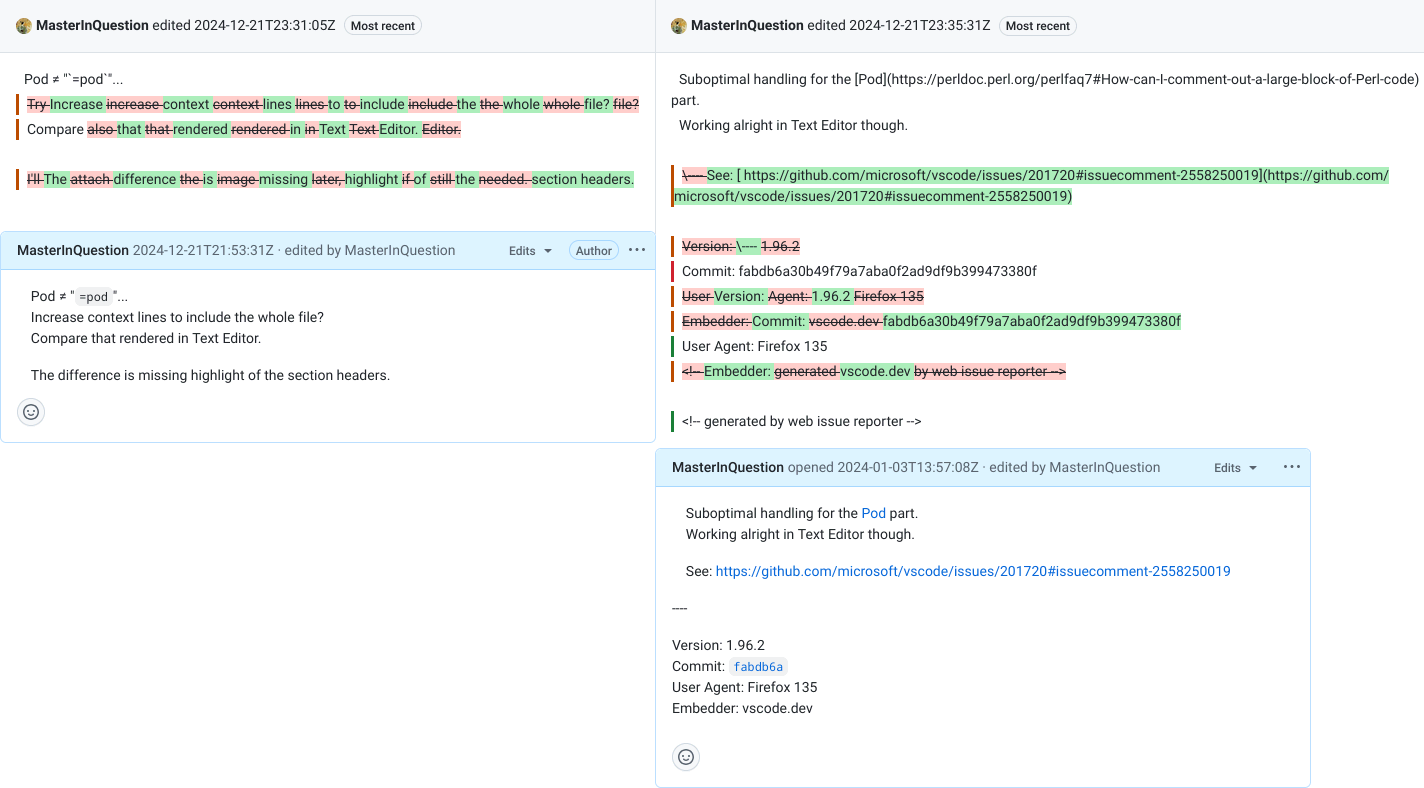 MasterInQuestion edited 2024-12-21T23:31:05Z Most recent
Pod ≠ "`=pod`"...
Try Increase increase context context lines lines to to include include the the whole whole file? file?
Compare also that that rendered rendered in in Text Text Editor. Editor.
I'll The attach difference the is image missing later, highlight if of still the needed. section headers.
MasterInQuestion 2024-12-21T21:53:31Z · edited by MasterInQuestion Edits Author
Pod ≠ "=pod"...
Increase context lines to include the whole file?
Compare that rendered in Text Editor.
The difference is missing highlight of the section headers.
MasterInQuestion edited 2024-12-21T23:35:31Z Most recent
Suboptimal handling for the [Pod](https://perldoc.perl.org/perlfaq7#How-can-I-comment-out-a-large-block-of-Perl-code)
part.
Working alright in Text Editor though.
\---- See: [ https://github.com/microsoft/vscode/issues/201720#issuecomment-2558250019](https://github.com/
microsoft/vscode/issues/201720#issuecomment-2558250019)
Version: \---- 1.96.2
Commit: fabdb6a30b49f79a7aba0f2ad9df9b399473380f
User Version: Agent: 1.96.2 Firefox 135
Embedder: Commit: vscode.dev fabdb6a30b49f79a7aba0f2ad9df9b399473380f
User Agent: Firefox 135
<!-- Embedder: generated vscode.dev by web issue reporter -->
<!-- generated by web issue reporter -->
MasterInQuestion opened 2024-01-03T13:57:08Z · edited by MasterInQuestion Edits
Suboptimal handling for the Pod part.
Working alright in Text Editor though.
See: https://github.com/microsoft/vscode/issues/201720#issuecomment-2558250019
----
Version: 1.96.2
Commit: fabdb6a
User Agent: Firefox 135
Embedder: vscode.dev